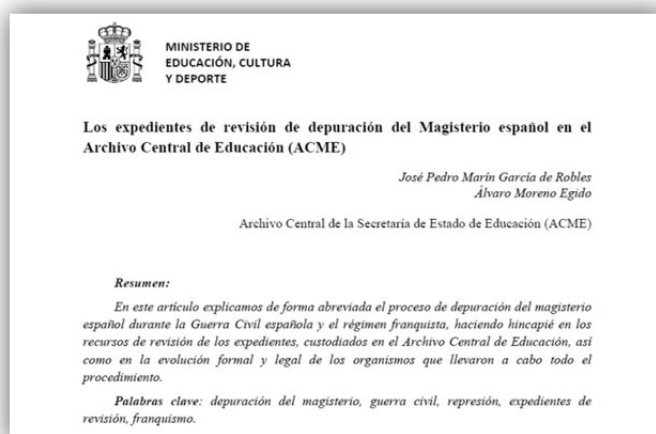 MINISTERIO DE
EDUCACIÓN, CULTURA
Y DEPORTE
Los expedientes de revisión de depuración del Magisterio español en el
Archivo Central de Educación (ACME)
José Pedro Marín García de Robles
Álvaro Moreno Egido
Archivo Central de la Secretaría de Estado de Educación (ACME)
Resumen:
En este artículo explicamos de forma abreviada el proceso de depuración del magisterio
español durante la Guerra Civil española y el régimen franquista, haciendo hincapié en los
recursos de revisión de los expedientes, custodiados en el Archivo Central de Educación, así
como en la evolución formal y legal de los organismos que llevaron a cabo todo el
procedimiento.
Palabras clave: depuración del magisterio, guerra civil, represión, expedientes de
revisión, franquismo.